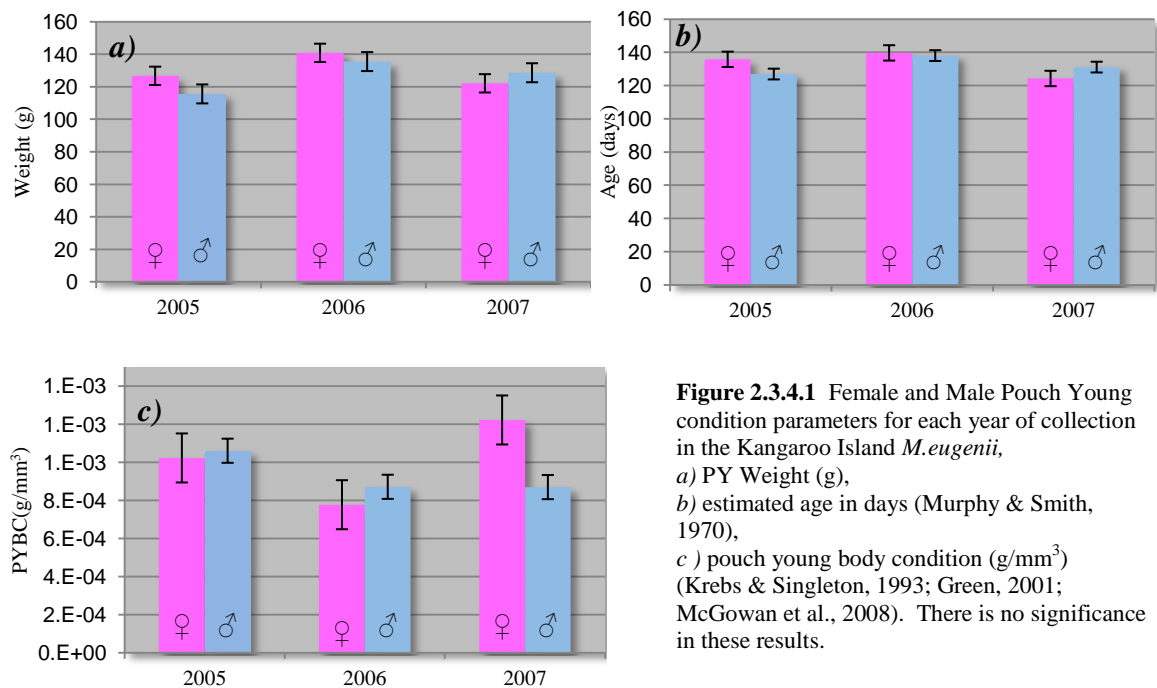 a)
160
140
120
100
80
60
40
20
0
Weight (g)
♀ ♂ ♀ ♂ ♀ ♂
2005 2006 2007
b)
160
140
120
100
80
60
40
20
0
Age (days)
♀ ♂ ♀ ♂ ♀ ♂
2005 2006 2007
c)
1.E-03
1.E-03
1.E-03
8.E-04
6.E-04
4.E-04
2.E-04
0.E+00
PYBC(g/mm³)
♀ ♂ ♀ ♂ ♀ ♂
2005 2006 2007
Figure 2.3.4.1 Female and Male Pouch Young
condition parameters for each year of collection
in the Kangaroo Island M.eugenii,
a) PY Weight (g),
b) estimated age in days (Murphy & Smith,
1970),
c ) pouch young body condition (g/mm³)
(Krebs & Singleton, 1993; Green, 2001;
McGowan et al., 2008). There is no significance
in these results.